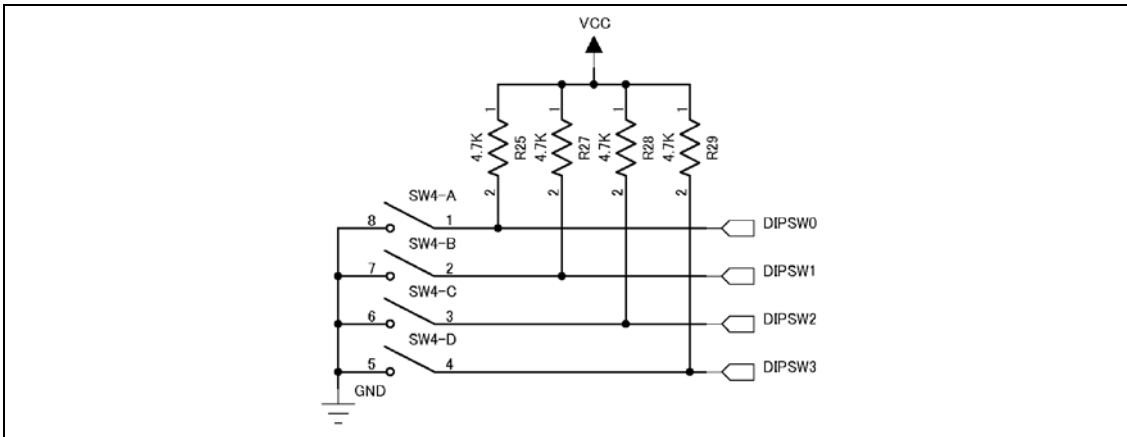 VCC
1
1
1
1
4.7K
R25
4.7K
R27
4.7K
R28
4.7K
R29
2
2
2
2
SW4-A
8
1
DIPSW0
SW4-B
7
2
DIPSW1
SW4-C
6
3
DIPSW2
SW4-D
5
4
DIPSW3
GND